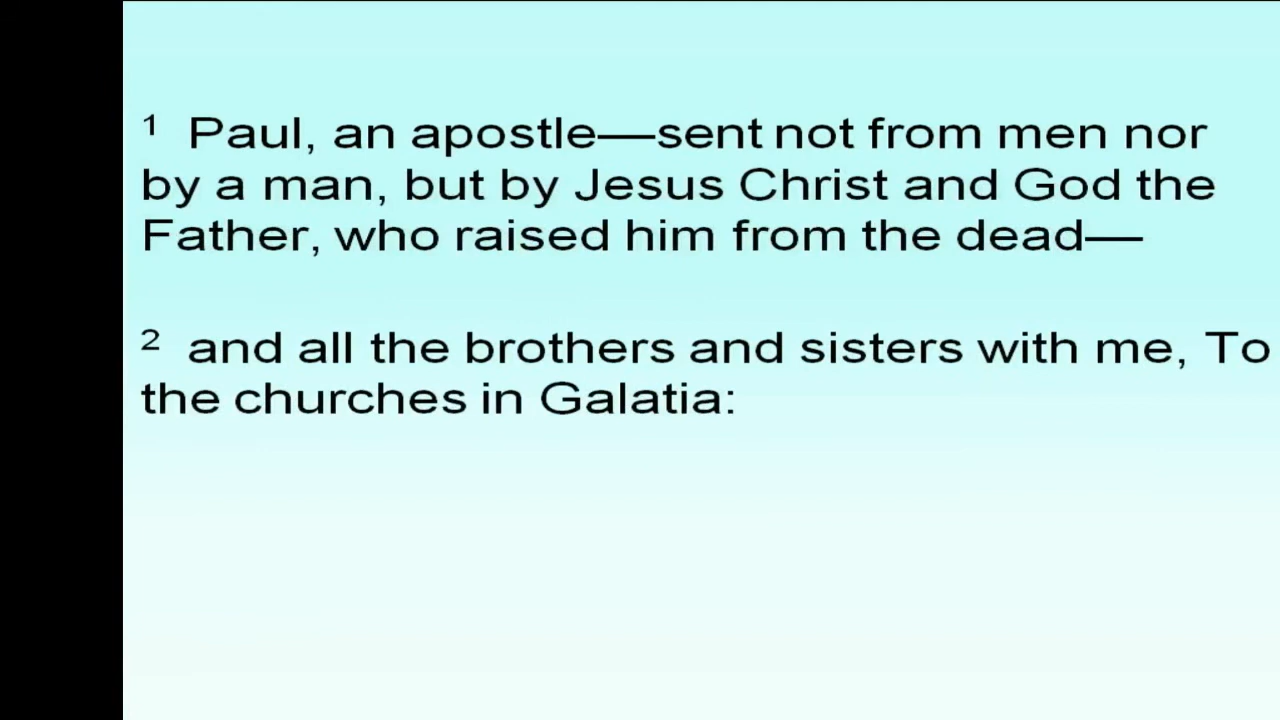 1 Paul, an apostle—sent not from men nor
by a man, but by Jesus Christ and God the
Father, who raised him from the dead—
2 and all the brothers and sisters with me, To
the churches in Galatia: